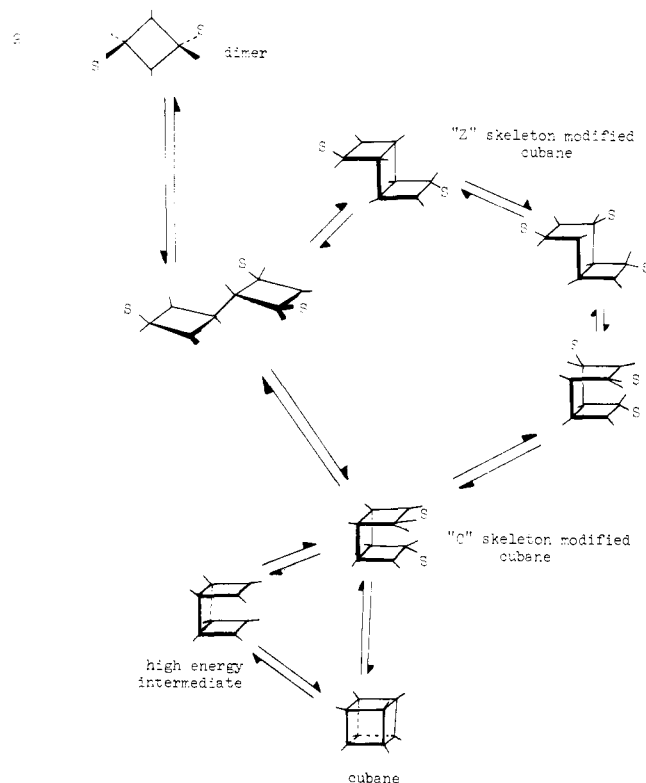 S
S
dimer
S
"Z" skeleton modified
cubane
S
S
S
S
S
S
S
S
S
S
S
S
"C" skeleton modified
cubane
S
high energy
intermediate
cubane